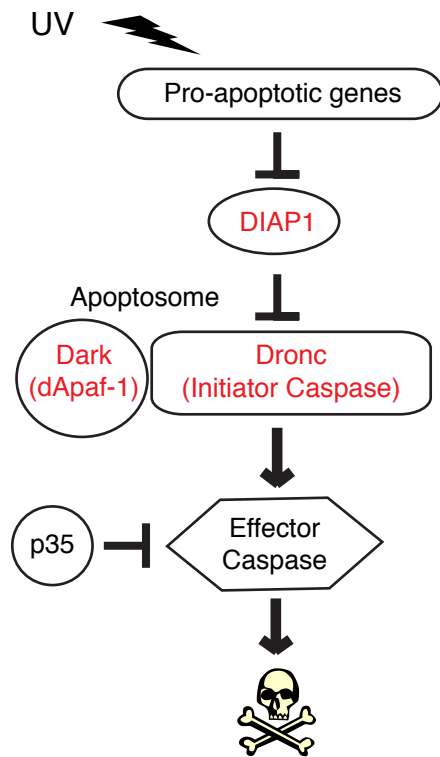 UV
Pro-apoptotic genes
DIAP1
Apoptosome
Dark
(dApaf-1)
Dronc
(Initiator Caspase)
p35
Effector
Caspase